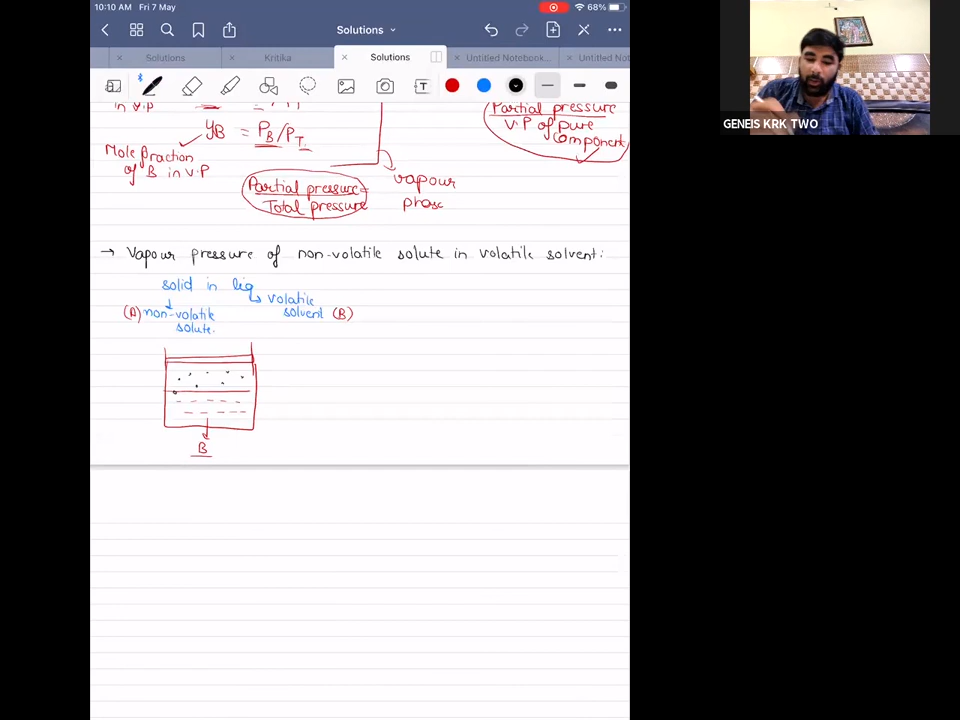 10:10 AM Fri 7 May
68%
Solutions
Solutions
Kritika
Solutions
Untitled Notebook...
Untitled Not
in V.P
yB = PB/PT
Mole fraction
of B in V.P
Partial pressure
Total pressure
vapour
phase
Partial pressure
V.P of pure
Component
GENEIS KRK TWO
→ Vapour pressure of non-volatile solute in volatile solvent:
solid in liq
volatile
solvent (B)
(A) non-volatile
solute.
B